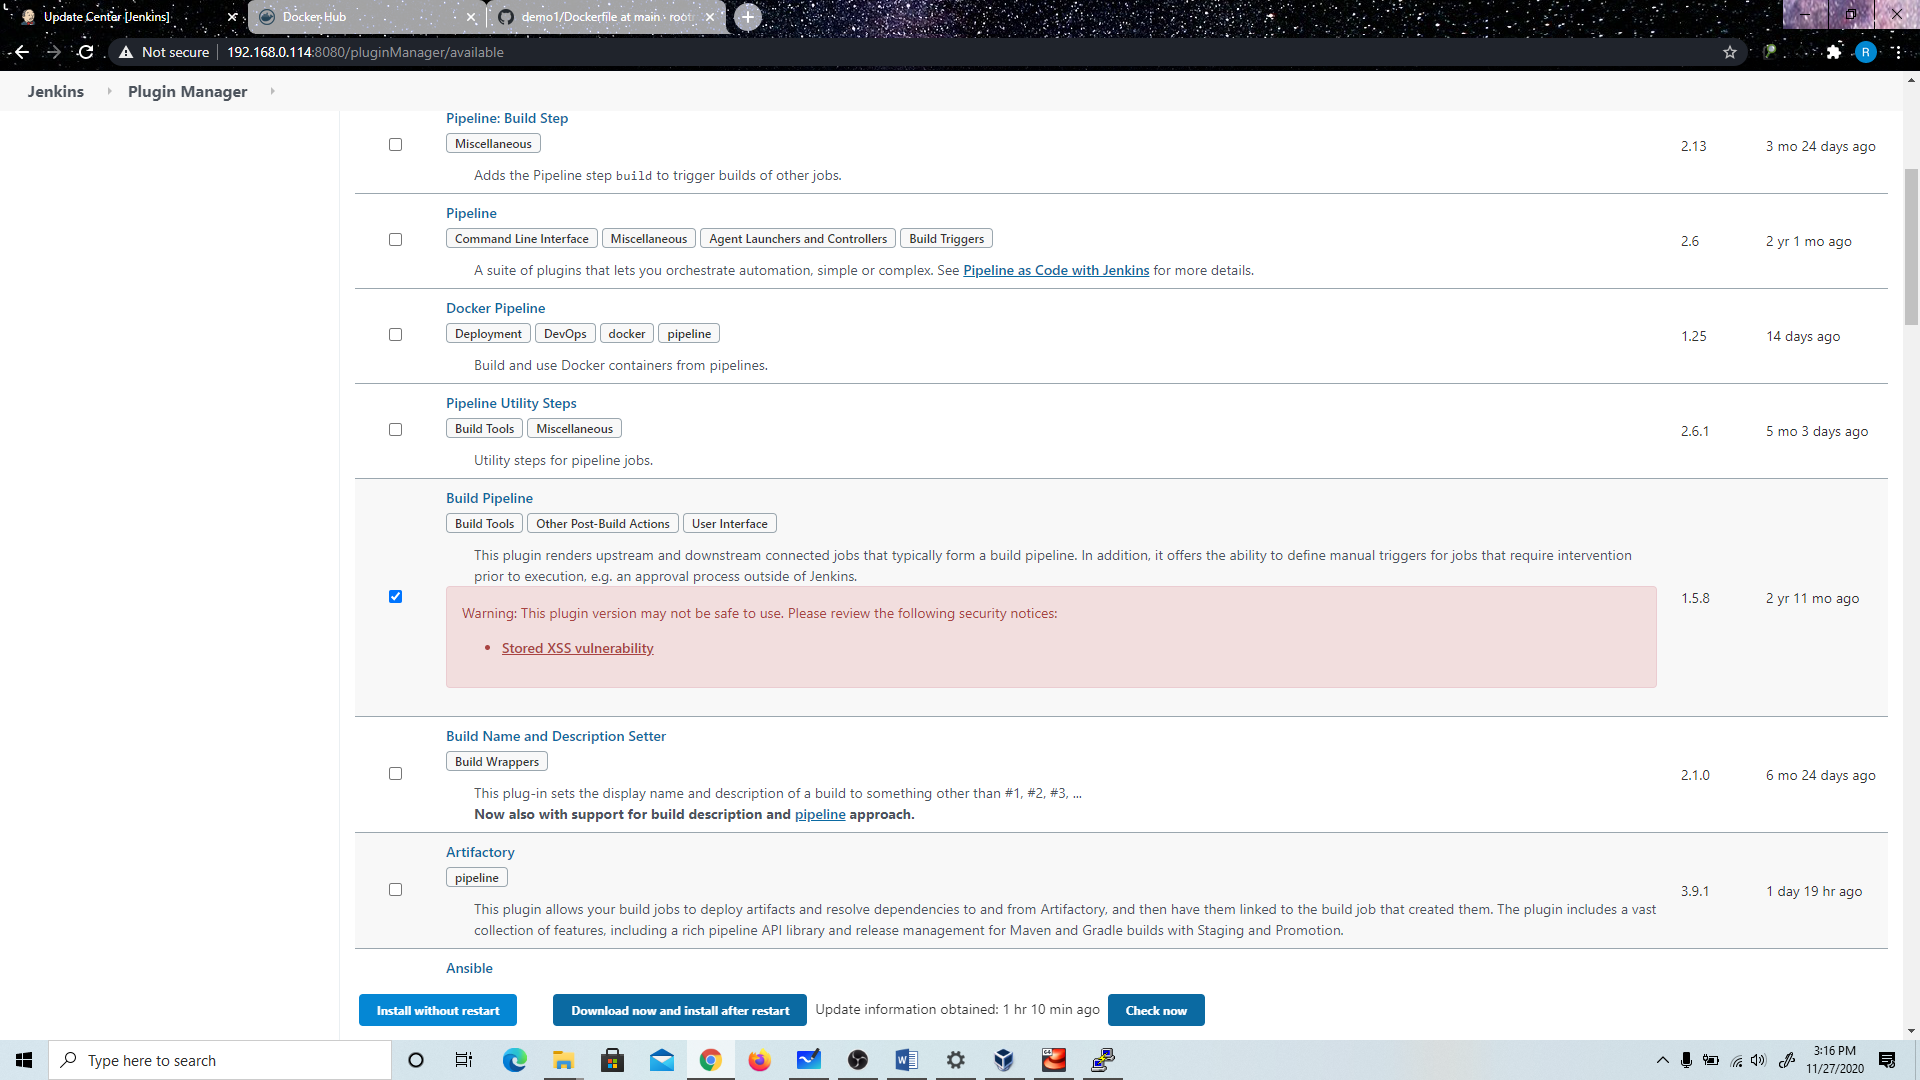 Update Center [Jenkins]
Docker Hub
demo1/Dockerfile at main · rootr
Not secure
192.168.0.114:8080/pluginManager/available
R
Jenkins
Plugin Manager
Pipeline: Build Step
Miscellaneous
Adds the Pipeline step build to trigger builds of other jobs.
2.13
3 mo 24 days ago
Pipeline
Command Line Interface Miscellaneous Agent Launchers and Controllers Build Triggers
A suite of plugins that lets you orchestrate automation, simple or complex. See Pipeline as Code with Jenkins for more details.
2.6
2 yr 1 mo ago
Docker Pipeline
Deployment DevOps docker pipeline
Build and use Docker containers from pipelines.
1.25
14 days ago
Pipeline Utility Steps
Build Tools Miscellaneous
Utility steps for pipeline jobs.
2.6.1
5 mo 3 days ago
Build Pipeline
Build Tools Other Post-Build Actions User Interface
This plugin renders upstream and downstream connected jobs that typically form a build pipeline. In addition, it offers the ability to define manual triggers for jobs that require intervention
prior to execution, e.g. an approval process outside of Jenkins.
Warning: This plugin version may not be safe to use. Please review the following security notices:
• Stored XSS vulnerability
1.5.8
2 yr 11 mo ago
Build Name and Description Setter
Build Wrappers
This plug-in sets the display name and description of a build to something other than #1, #2, #3, ...
Now also with support for build description and pipeline approach.
2.1.0
6 mo 24 days ago
Artifactory
pipeline
This plugin allows your build jobs to deploy artifacts and resolve dependencies to and from Artifactory, and then have them linked to the build job that created them. The plugin includes a vast
collection of features, including a rich pipeline API library and release management for Maven and Gradle builds with Staging and Promotion.
3.9.1
1 day 19 hr ago
Ansible
Install without restart
Download now and install after restart
Update information obtained: 1 hr 10 min ago
Check now
Type here to search
3:16 PM
11/27/2020